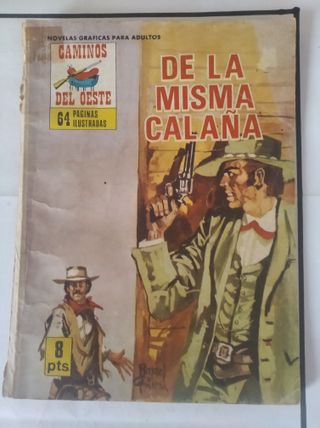 NOVELAS GRAFICAS PARA ADULTOS
CAMINOS
DEL OESTE
64 PAGINAS
ILUSTRADAS
DE LA
MISMA
CALAÑA
8
pts